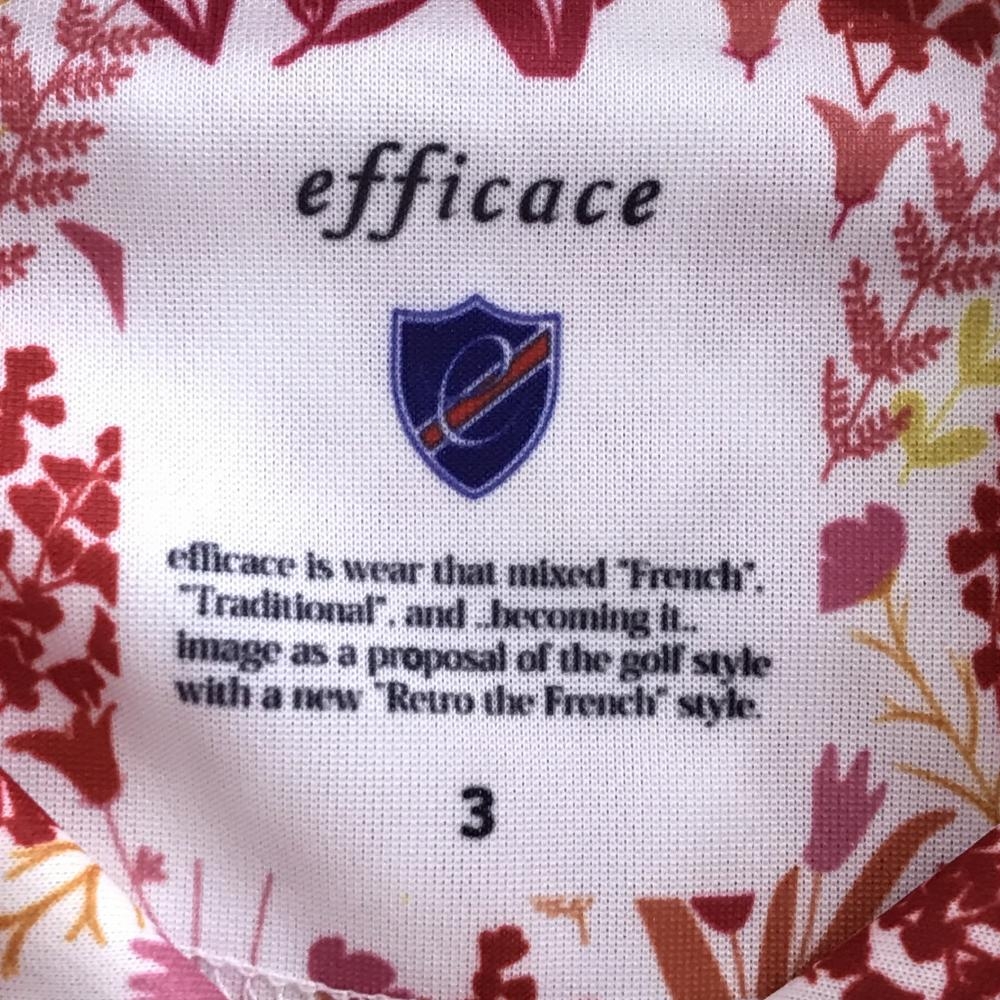 efficace
efficace is wear that mixed "French".
"Traditional". and ..becoming it..
image as a proposal of the golf style
with a new "Retro the French" style.
3